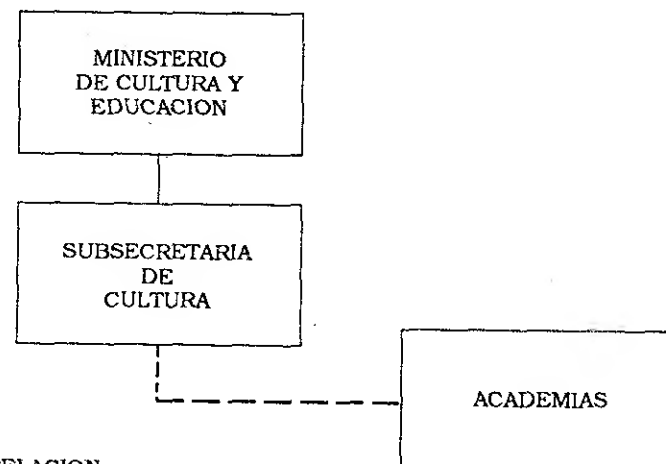 MINISTERIO
DE CULTURA Y
EDUCACION
SUBSECRETARIA
DE
CULTURA
ACADEMIAS